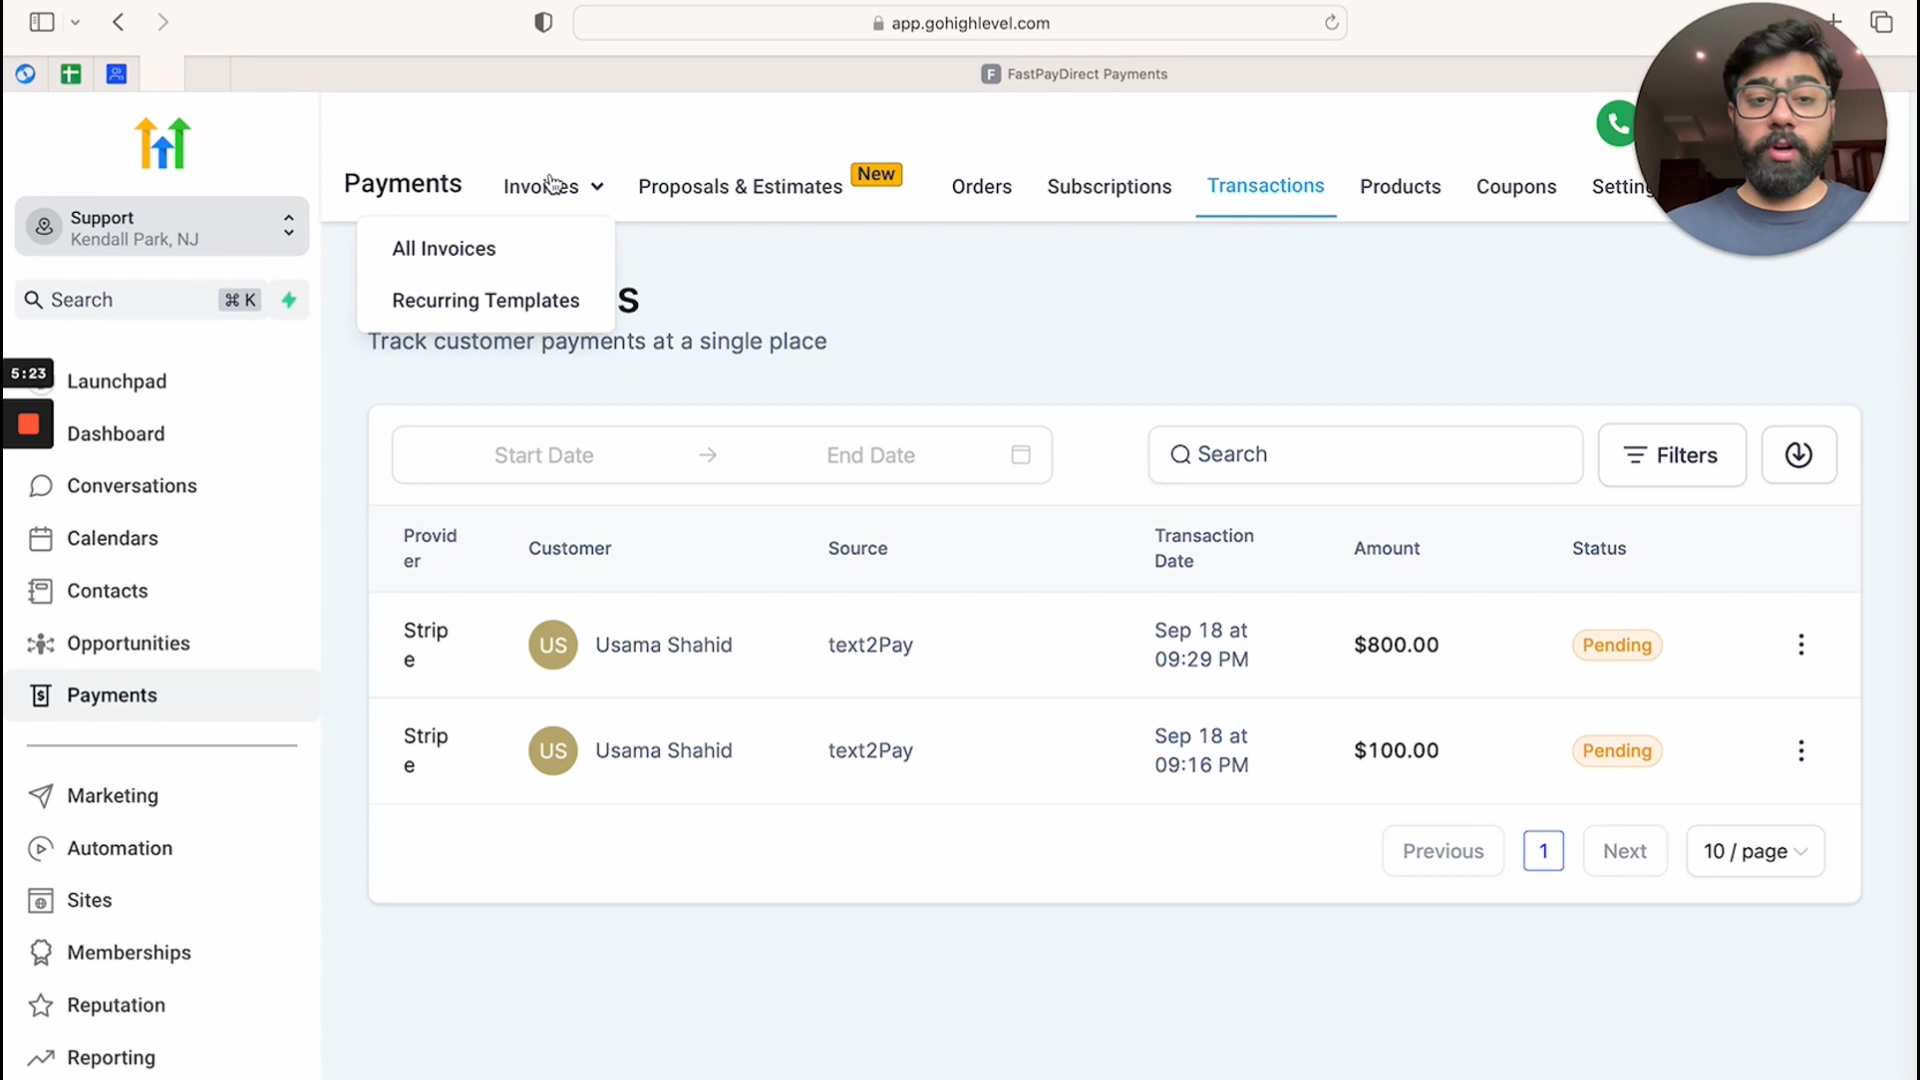 app.gohighlevel.com
F FastPayDirect Payments
Payments
Invoices
Proposals & Estimates
New
Orders
Subscriptions
Transactions
Products
Coupons
Support
Kendall Park, NJ
Search
⌘ K
All Invoices
Recurring Templates
s
Track customer payments at a single place
5:23
Launchpad
Dashboard
Conversations
Calendars
Contacts
Opportunities
Payments
Marketing
Automation
Sites
Memberships
Reputation
Reporting
Start Date
End Date
Search
Filters
Provid
er
Customer
Source
Transaction
Date
Amount
Status
Strip
e
US
Usama Shahid
text2Pay
Sep 18 at
09:29 PM
$800.00
Pending
Strip
e
US
Usama Shahid
text2Pay
Sep 18 at
09:16 PM
$100.00
Pending
Previous
1
Next
10 / page